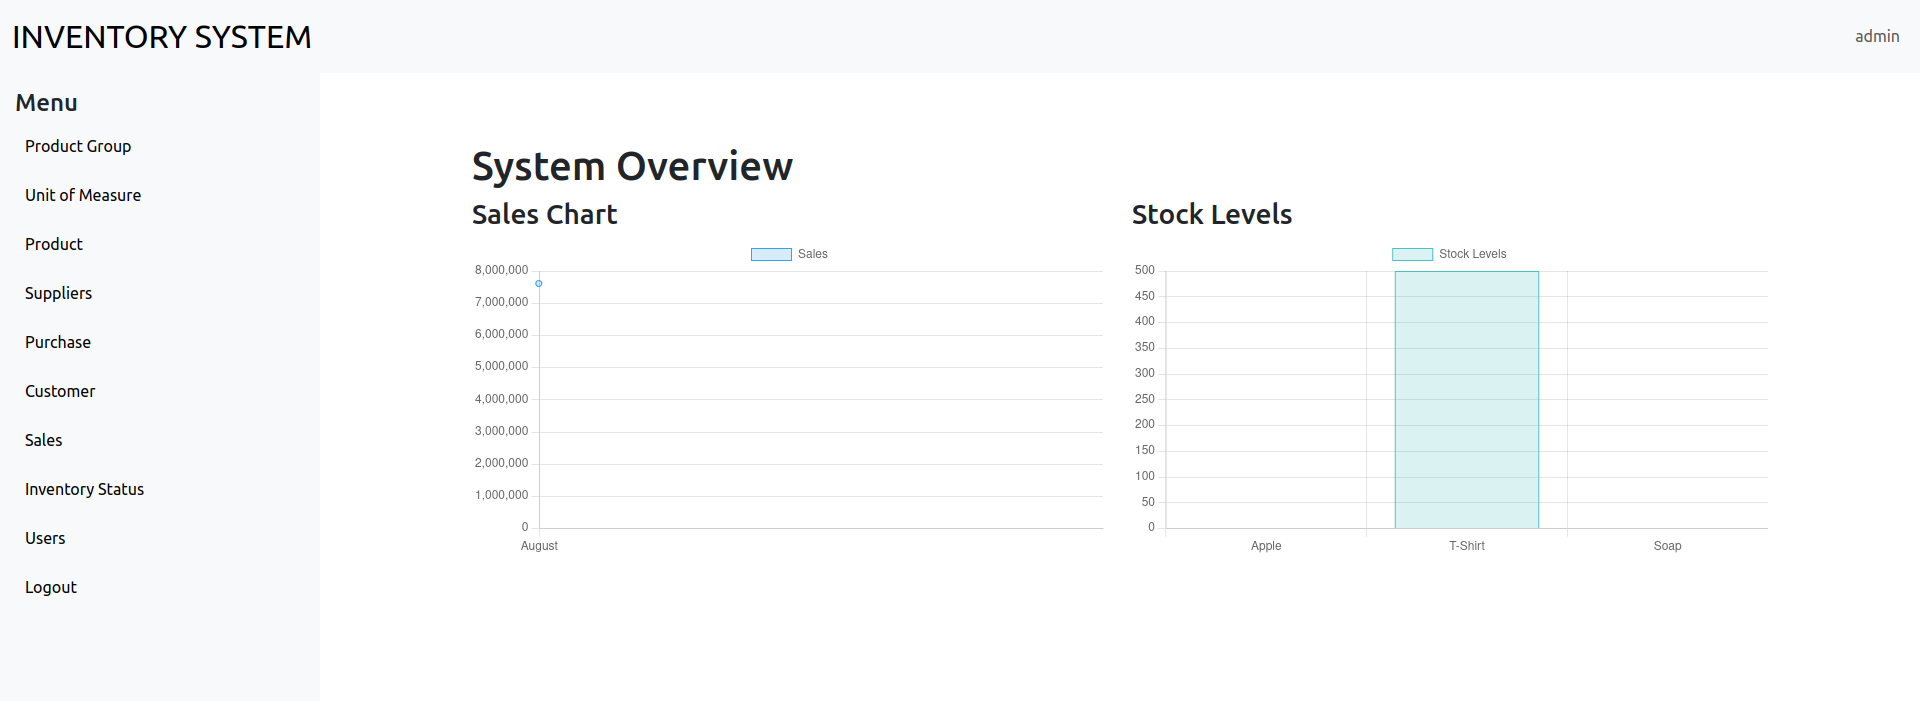 INVENTORY SYSTEM
admin
Menu
Product Group
Unit of Measure
Product
Suppliers
Purchase
Customer
Sales
Inventory Status
Users
Logout
System Overview
Sales Chart
Sales
8,000,000
7,000,000
6,000,000
5,000,000
4,000,000
3,000,000
2,000,000
1,000,000
0
August
Stock Levels
Stock Levels
500
450
400
350
300
250
200
150
100
50
0
Apple T-Shirt Soap